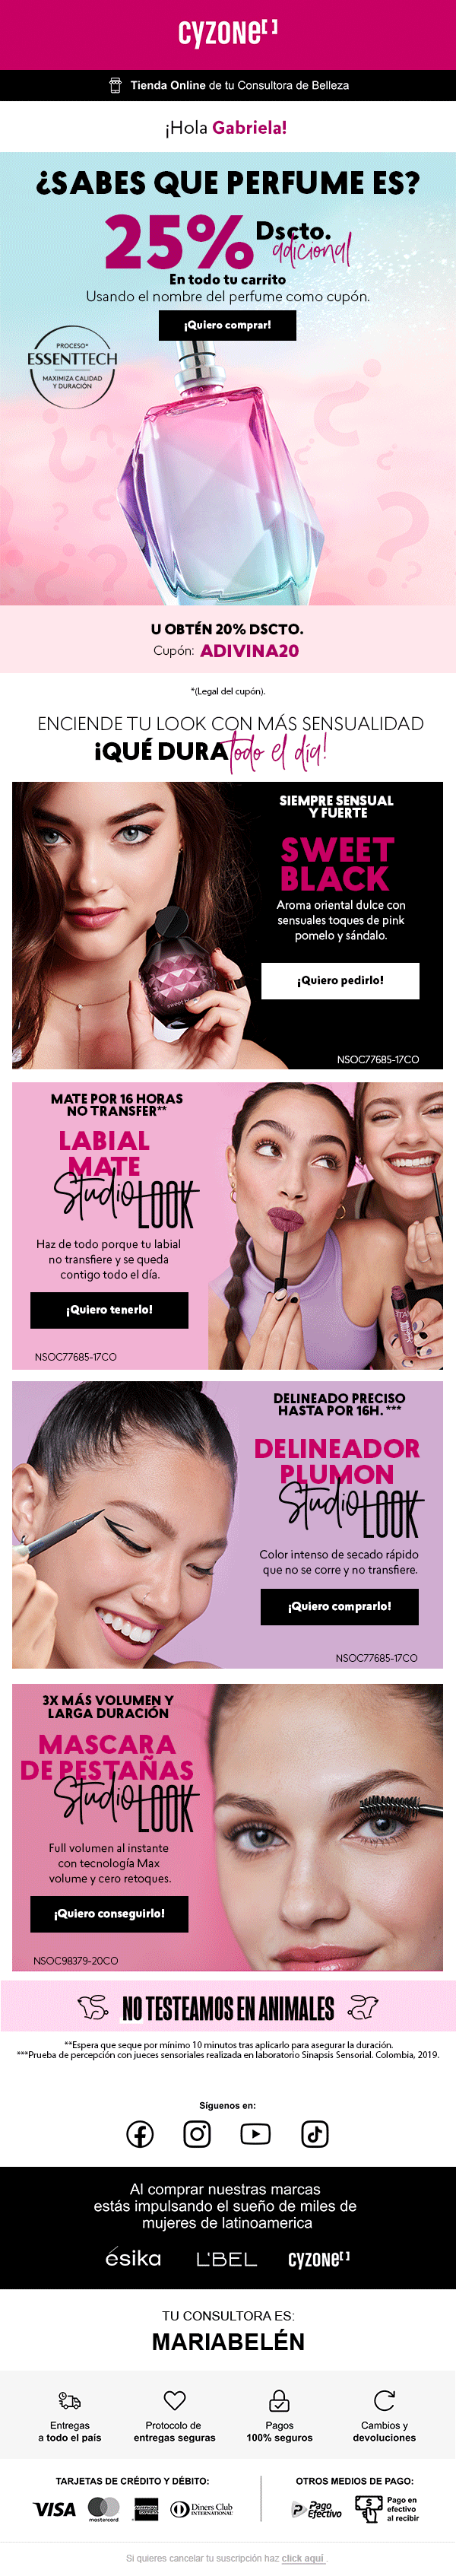 cyzone[ ]
Tienda Online de tu Consultora de Belleza
¡Hola Gabriela!
¿SABES QUE PERFUME ES?
25% Dscto.
adicional
En todo tu carrito
Usando el nombre del perfume como cupón.
¡Quiero comprar!
PROCESO*
ESSENTTECH
MAXIMIZA CALIDAD
Y DURACIÓN
U OBTÉN 20% DSCTO.
Cupón: ADIVINA20
*(Legal del cupón).
ENCIENDE TU LOOK CON MÁS SENSUALIDAD
¡QUÉ DURA todo el día!
SIEMPRE SENSUAL
Y FUERTE
SWEET
BLACK
Aroma oriental dulce con
sensuales toques de pink
pomelo y sándalo.
¡Quiero pedirlo!
NSOC77685-17CO
MATE POR 16 HORAS
NO TRANSFER**
LABIAL
MATE
Studio LOOK
Haz de todo porque tu labial
no transfiere y se queda
contigo todo el día.
¡Quiero tenerlo!
NSOC77685-17CO
DELINEADO PRECISO
HASTA POR 16H. ***
DELINEADOR
PLUMON
Studio LOOK
Color intenso de secado rápido
que no se corre y no transfiere.
¡Quiero comprarlo!
NSOC77685-17CO
3X MÁS VOLUMEN Y
LARGA DURACIÓN
MASCARA
DE PESTAÑAS
Studio LOOK
Full volumen al instante
con tecnología Max
volume y cero retoques.
¡Quiero conseguirlo!
NSOC98379-20CO
NO TESTEAMOS EN ANIMALES
**Espera que seque por mínimo 10 minutos tras aplicarlo para asegurar la duración.
***Prueba de percepción con jueces sensoriales realizada en laboratorio Sinapsis Sensorial. Colombia, 2019.
Síguenos en:
Al comprar nuestras marcas
estás impulsando el sueño de miles de
mujeres de latinoamerica
ésika L'BEL cyzone[ ]
TU CONSULTORA ES:
MARIABELÉN
Entregas
a todo el país
Protocolo de
entregas seguras
Pagos
100% seguros
Cambios y
devoluciones
TARJETAS DE CRÉDITO Y DÉBITO:
VISA mastercard AMERICAN EXPRESS Diners Club INTERNATIONAL
OTROS MEDIOS DE PAGO:
Pago Efectivo
Pago en
efectivo
al recibir
Si quieres cancelar tu suscripción haz click aquí .